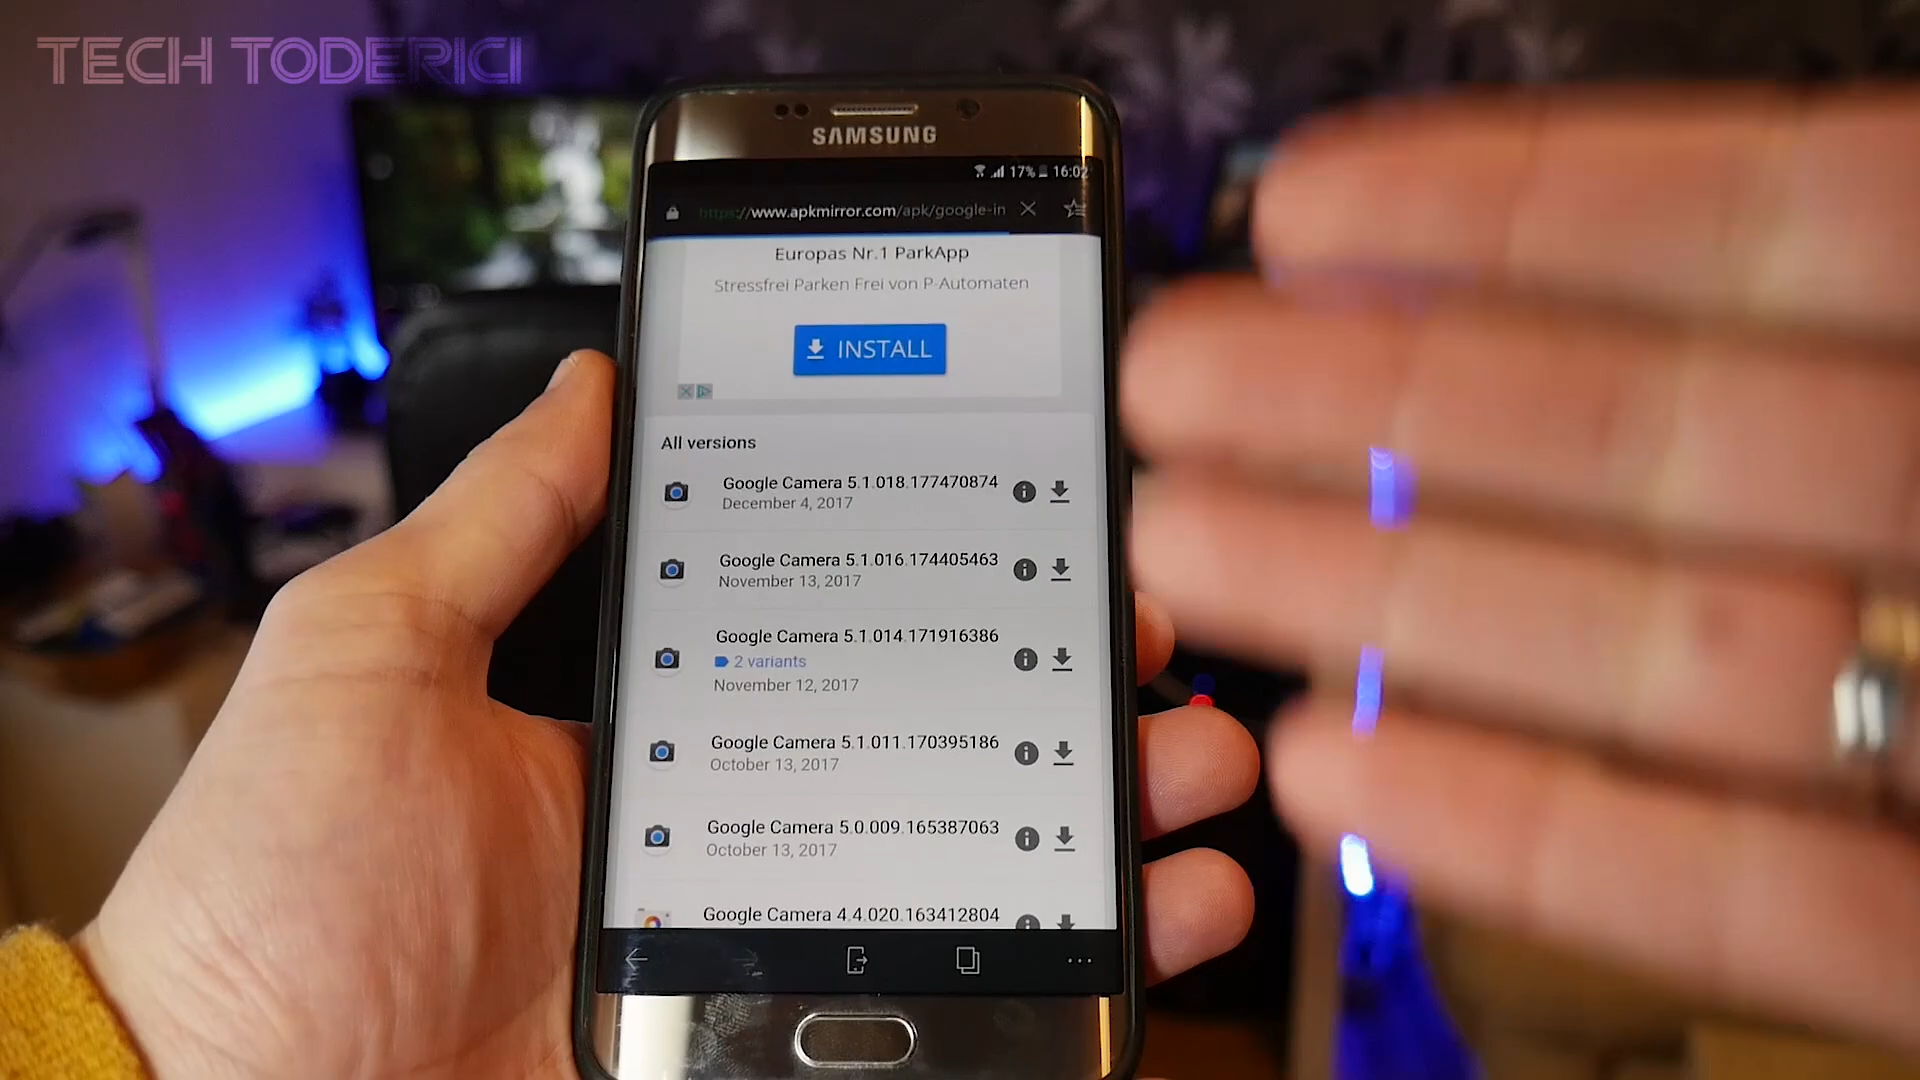 TECH TODERICI
SAMSUNG
17% 16:02
https://www.apkmirror.com/apk/google-in
Europas Nr.1 ParkApp
Stressfrei Parken Frei von P-Automaten
INSTALL
All versions
Google Camera 5.1.018.177470874
December 4, 2017
Google Camera 5.1.016.174405463
November 13, 2017
Google Camera 5.1.014.171916386
2 variants
November 12, 2017
Google Camera 5.1.011.170395186
October 13, 2017
Google Camera 5.0.009.165387063
October 13, 2017
Google Camera 4.4.020.163412804